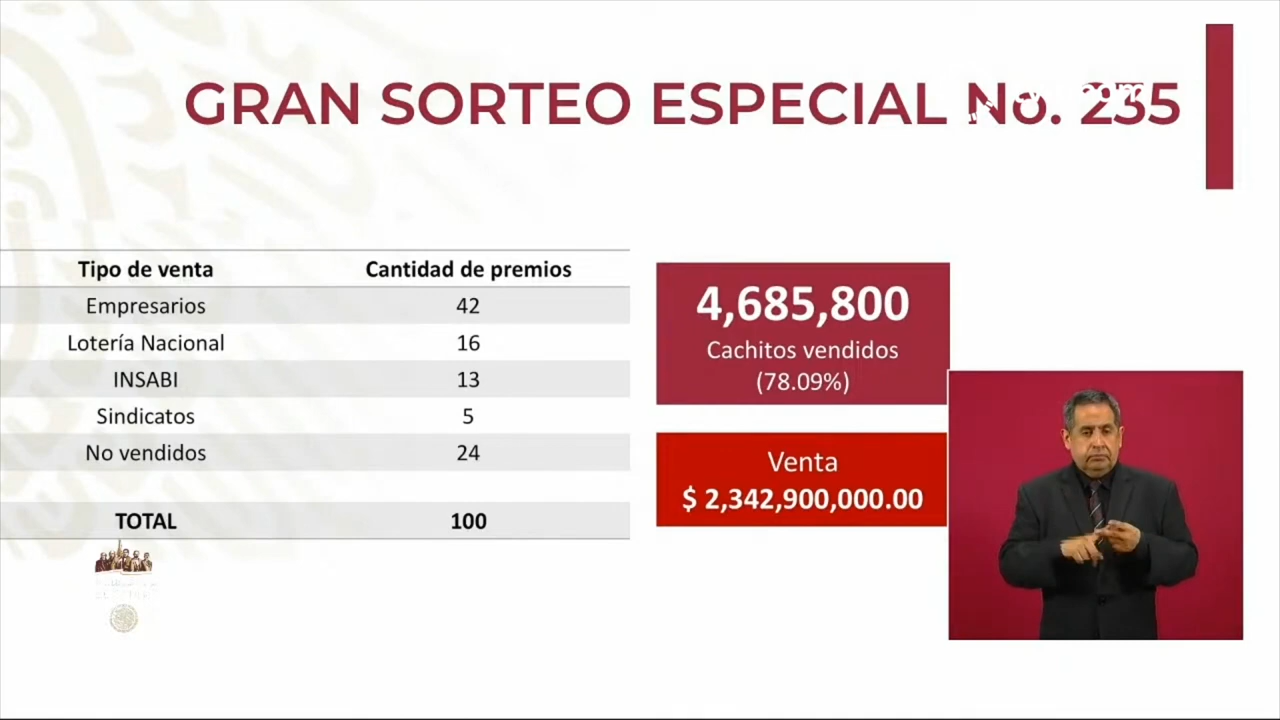 GRAN SORTEO ESPECIAL No. 235
Tipo de venta Cantidad de premios
Empresarios 42
Lotería Nacional 16
INSABI 13
Sindicatos 5
No vendidos 24
TOTAL 100
4,685,800
Cachitos vendidos
(78.09%)
Venta
$ 2,342,900,000.00